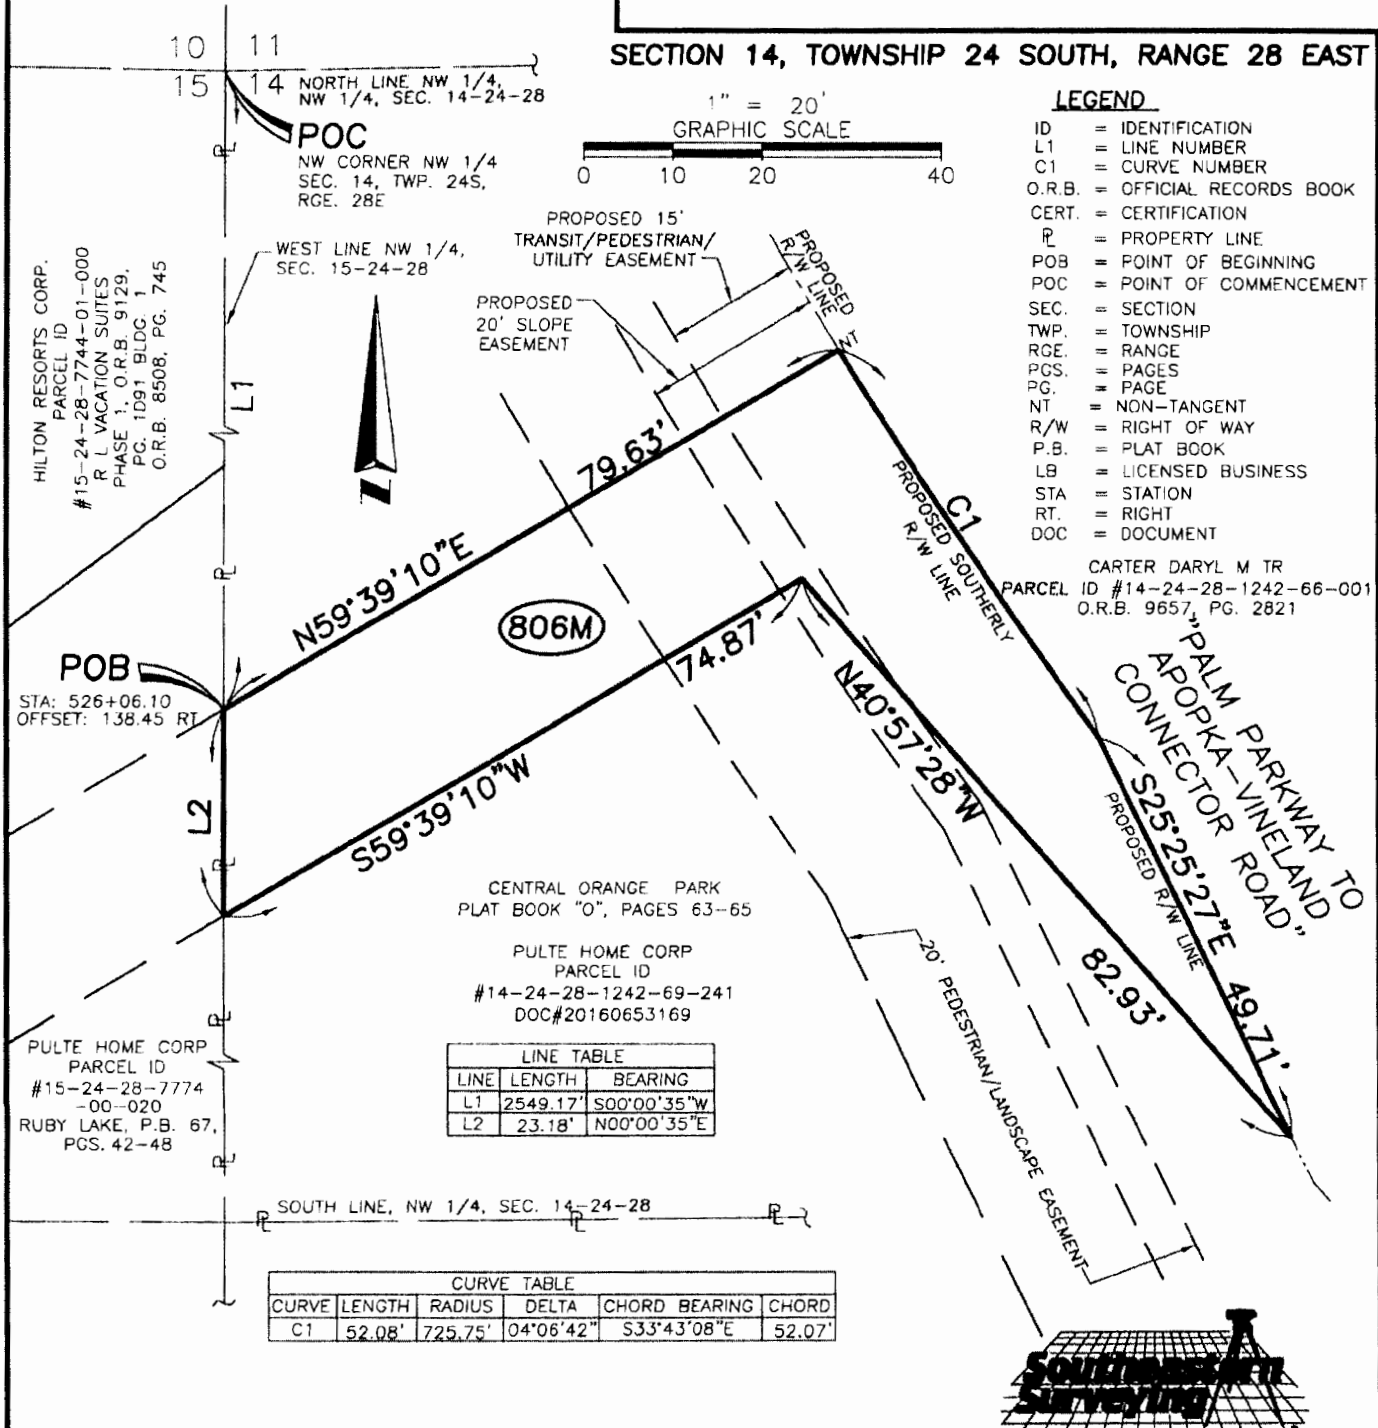 SECTION 14, TOWNSHIP 24 SOUTH, RANGE 28 EAST
10 11
15 14
NORTH LINE NW 1/4,
NW 1/4, SEC. 14-24-28
POC
NW CORNER NW 1/4
SEC. 14, TWP. 24S,
RGE. 28E
WEST LINE NW 1/4,
SEC. 15-24-28
1" = 20'
GRAPHIC SCALE
0 10 20 40
LEGEND
ID = IDENTIFICATION
L1 = LINE NUMBER
C1 = CURVE NUMBER
O.R.B. = OFFICIAL RECORDS BOOK
CERT. = CERTIFICATION
PL = PROPERTY LINE
POB = POINT OF BEGINNING
POC = POINT OF COMMENCEMENT
SEC. = SECTION
TWP. = TOWNSHIP
RGE. = RANGE
PGS. = PAGES
PG. = PAGE
NT = NON-TANGENT
R/W = RIGHT OF WAY
P.B. = PLAT BOOK
LB = LICENSED BUSINESS
STA = STATION
RT. = RIGHT
DOC = DOCUMENT
PROPOSED 15'
TRANSIT/PEDESTRIAN/
UTILITY EASEMENT
PROPOSED
20' SLOPE
EASEMENT
PROPOSED
R/W LINE
NT
HILTON RESORTS CORP.
PARCEL ID
#15-24-28-7744-01-000
R L VACATION SUITES
PHASE 1, O.R.B. 9129,
PG. 1D91 BLDG. 1
O.R.B. 8508, PG. 745
PL
L1
N
79.63'
N59°39'10"E
806M
C1
PROPOSED SOUTHERLY
R/W LINE
CARTER DARYL M TR
PARCEL ID #14-24-28-1242-66-001
O.R.B. 9657, PG. 2821
PL
POB
STA: 526+06.10
OFFSET: 138.45 RT
74.87'
S59°39'10"W
N40°57'28"W
82.93'
"PALM PARKWAY TO
APOPKA-VINELAND
CONNECTOR ROAD"
S25°25'27"E 49.71'
PROPOSED R/W LINE
L2
PL
CENTRAL ORANGE PARK
PLAT BOOK "O", PAGES 63-65
PULTE HOME CORP
PARCEL ID
#14-24-28-1242-69-241
DOC#20160653169
20' PEDESTRIAN/LANDSCAPE EASEMENT
PL
PULTE HOME CORP
PARCEL ID
#15-24-28-7774
-00-020
RUBY LAKE, P.B. 67,
PGS. 42-48
PL
LINE TABLE
LINE LENGTH BEARING
L1 2549.17' S00°00'35"W
L2 23.18' N00°00'35"E
SOUTH LINE, NW 1/4, SEC. 14-24-28
PL PL PL
CURVE TABLE
CURVE LENGTH RADIUS DELTA CHORD BEARING CHORD
C1 52.08' 725.75' 04°06'42" S33°43'08"E 52.07'
Southeastern
Surveying